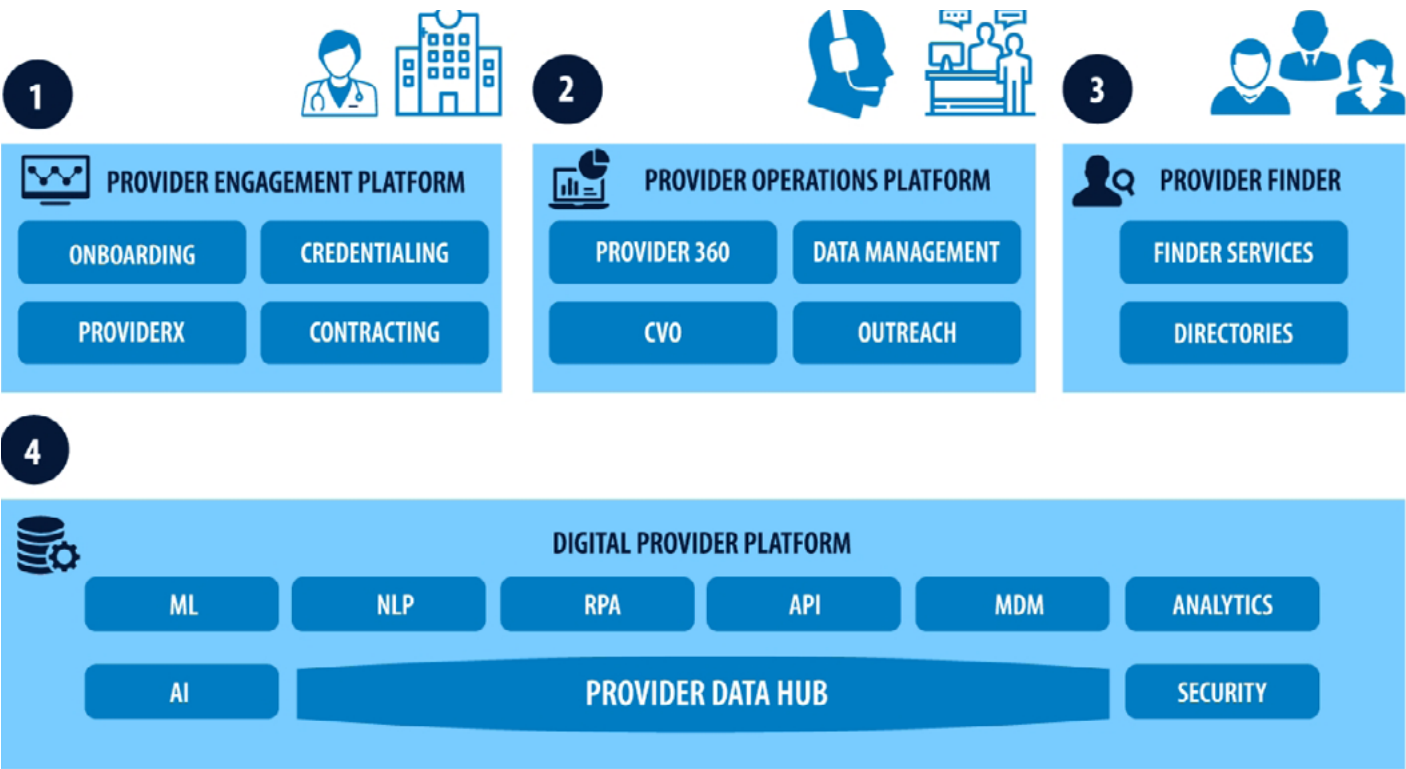 1
2
3
PROVIDER ENGAGEMENT PLATFORM
ONBOARDING
CREDENTIALING
PROVIDERX
CONTRACTING
PROVIDER OPERATIONS PLATFORM
PROVIDER 360
DATA MANAGEMENT
CVO
OUTREACH
PROVIDER FINDER
FINDER SERVICES
DIRECTORIES
4
DIGITAL PROVIDER PLATFORM
ML
NLP
RPA
API
MDM
ANALYTICS
AI
PROVIDER DATA HUB
SECURITY